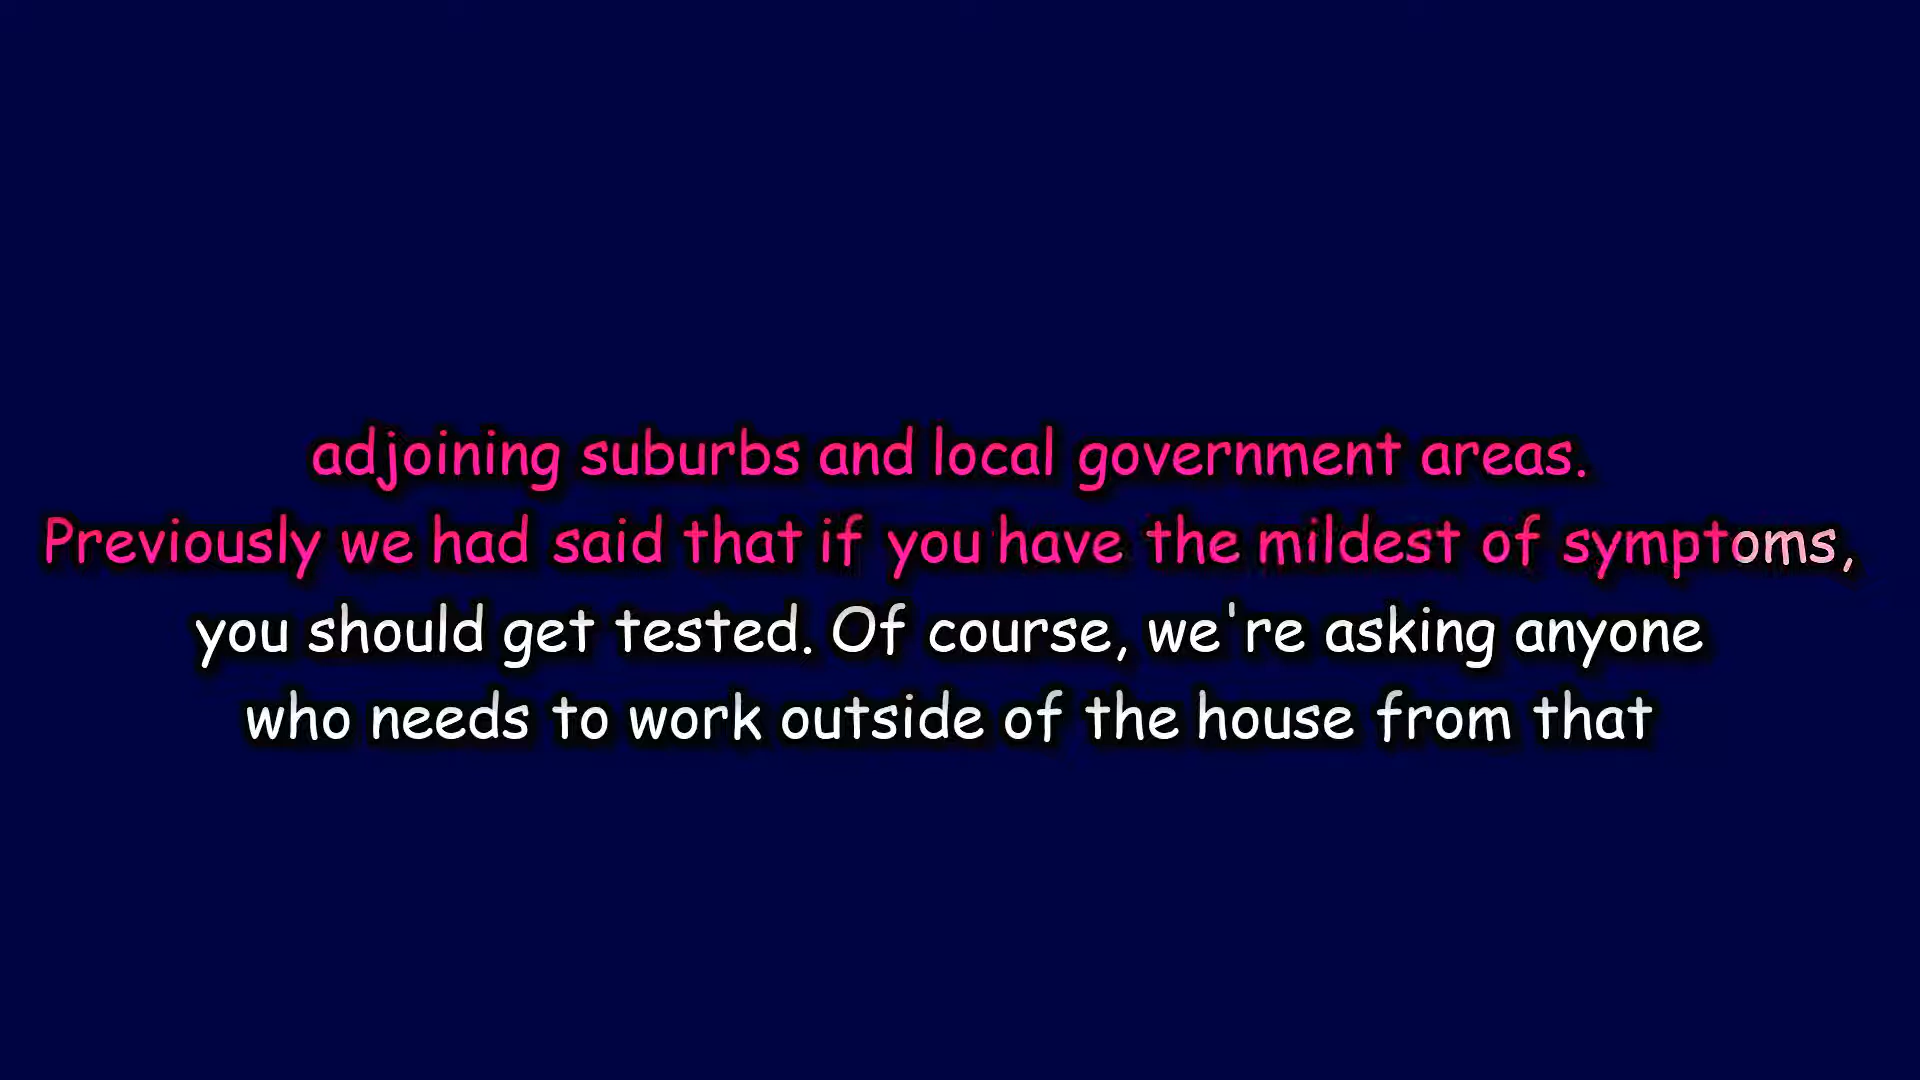 adjoining suburbs and local government areas.
Previously we had said that if you have the mildest of symptoms,
you should get tested. Of course, we're asking anyone
who needs to work outside of the house from that